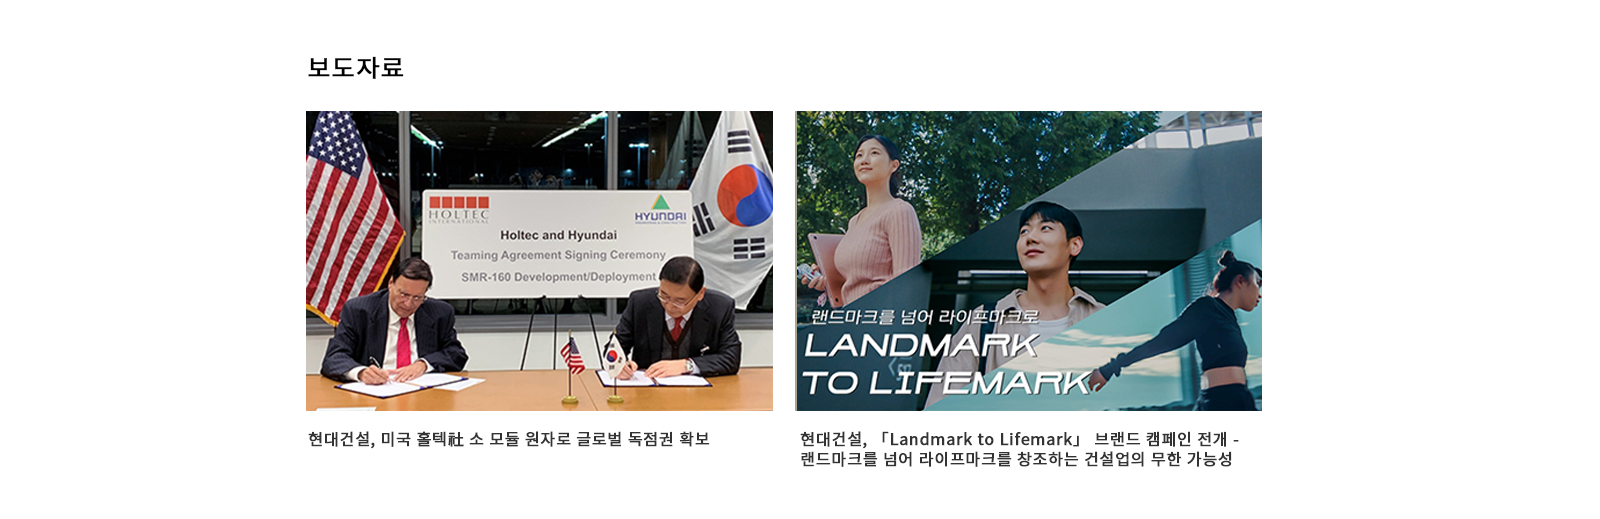 보도자료
HOLTEC
INTERNATIONAL
HYUNDAI
Holtec and Hyundai
Teaming Agreement Signing Ceremony
SMR-160 Development/Deployment
랜드마크를 넘어 라이프마크로
LANDMARK
TO LIFEMARK
현대건설, 미국 홀텍社 소 모듈 원자로 글로벌 독점권 확보
현대건설, 「Landmark to Lifemark」 브랜드 캠페인 전개 -
랜드마크를 넘어 라이프마크를 창조하는 건설업의 무한 가능성